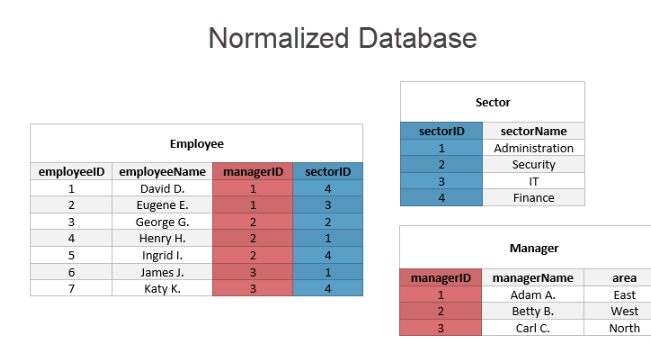 Normalized Database
Employee
employeeID employeeName managerID sectorID
1 David D. 1 4
2 Eugene E. 1 3
3 George G. 2 2
4 Henry H. 2 1
5 Ingrid I. 2 4
6 James J. 3 1
7 Katy K. 3 4
Sector
sectorID sectorName
1 Administration
2 Security
3 IT
4 Finance
Manager
managerID managerName area
1 Adam A. East
2 Betty B. West
3 Carl C. North